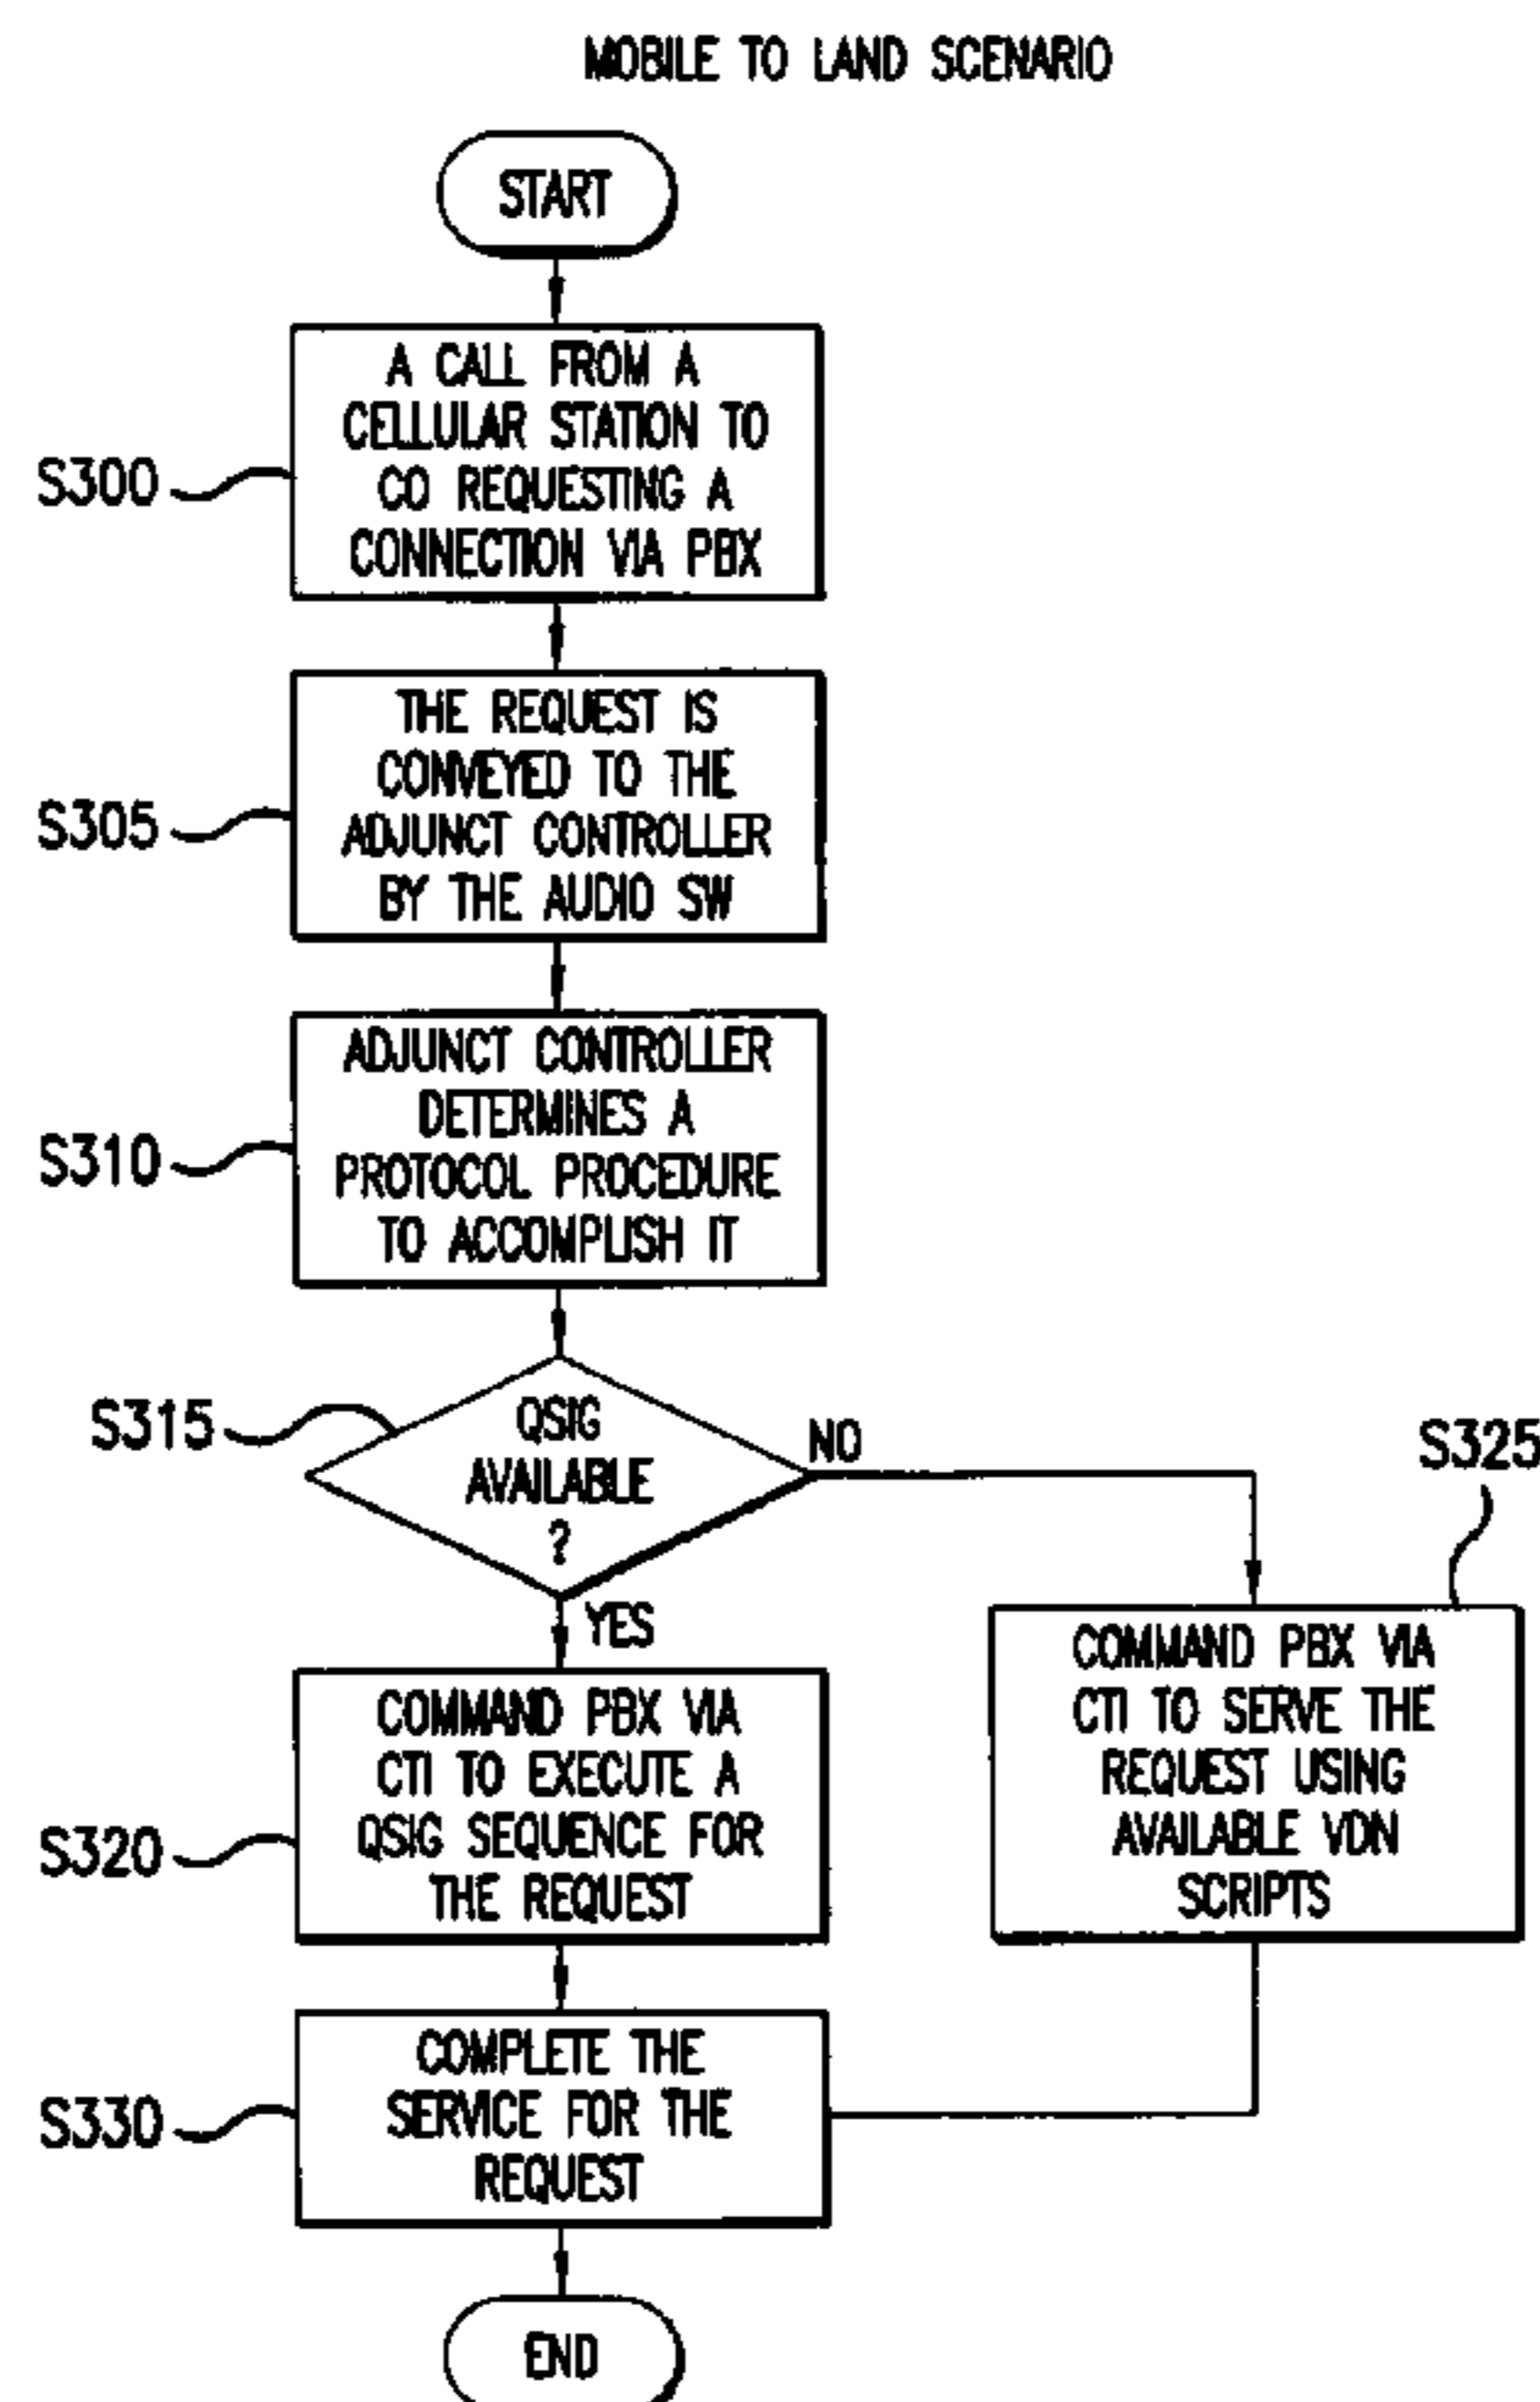 MOBILE TO LAND SCENARIO
START
A CALL FROM A
CELLULAR STATION TO
CO REQUESTING A
CONNECTION VIA PBX
S300
THE REQUEST IS
CONVEYED TO THE
ADJUNCT CONTROLLER
BY THE AUDIO SW
S305
ADJUNCT CONTROLLER
DETERMINES A
PROTOCOL PROCEDURE
TO ACCOMPLISH IT
S310
QSIG
AVAILABLE
?
S315
NO
YES
S325
COMMAND PBX VIA
CTI TO SERVE THE
REQUEST USING
AVAILABLE VDN
SCRIPTS
COMMAND PBX VIA
CTI TO EXECUTE A
QSIG SEQUENCE FOR
THE REQUEST
S320
COMPLETE THE
SERVICE FOR THE
REQUEST
S330
END